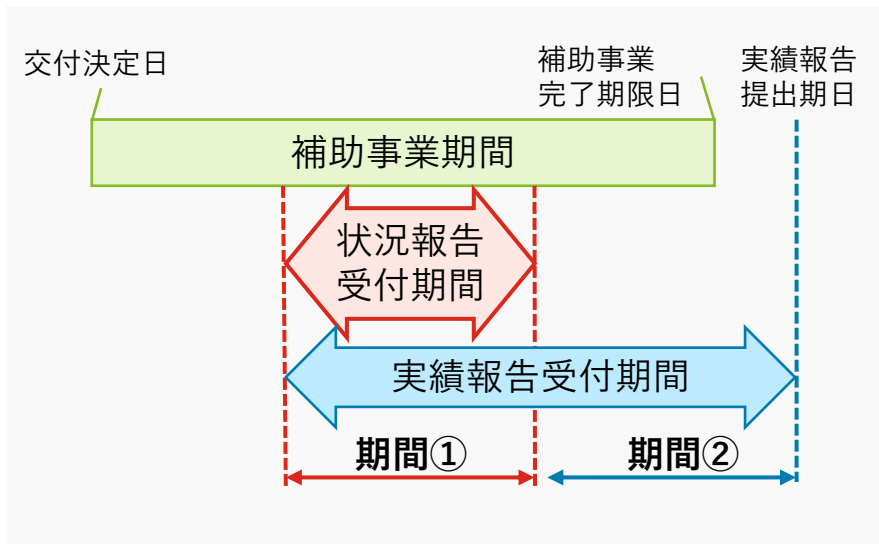 交付決定日
補助事業
完了期限日
実績報告
提出期日
補助事業期間
状況報告
受付期間
実績報告受付期間
期間①
期間②